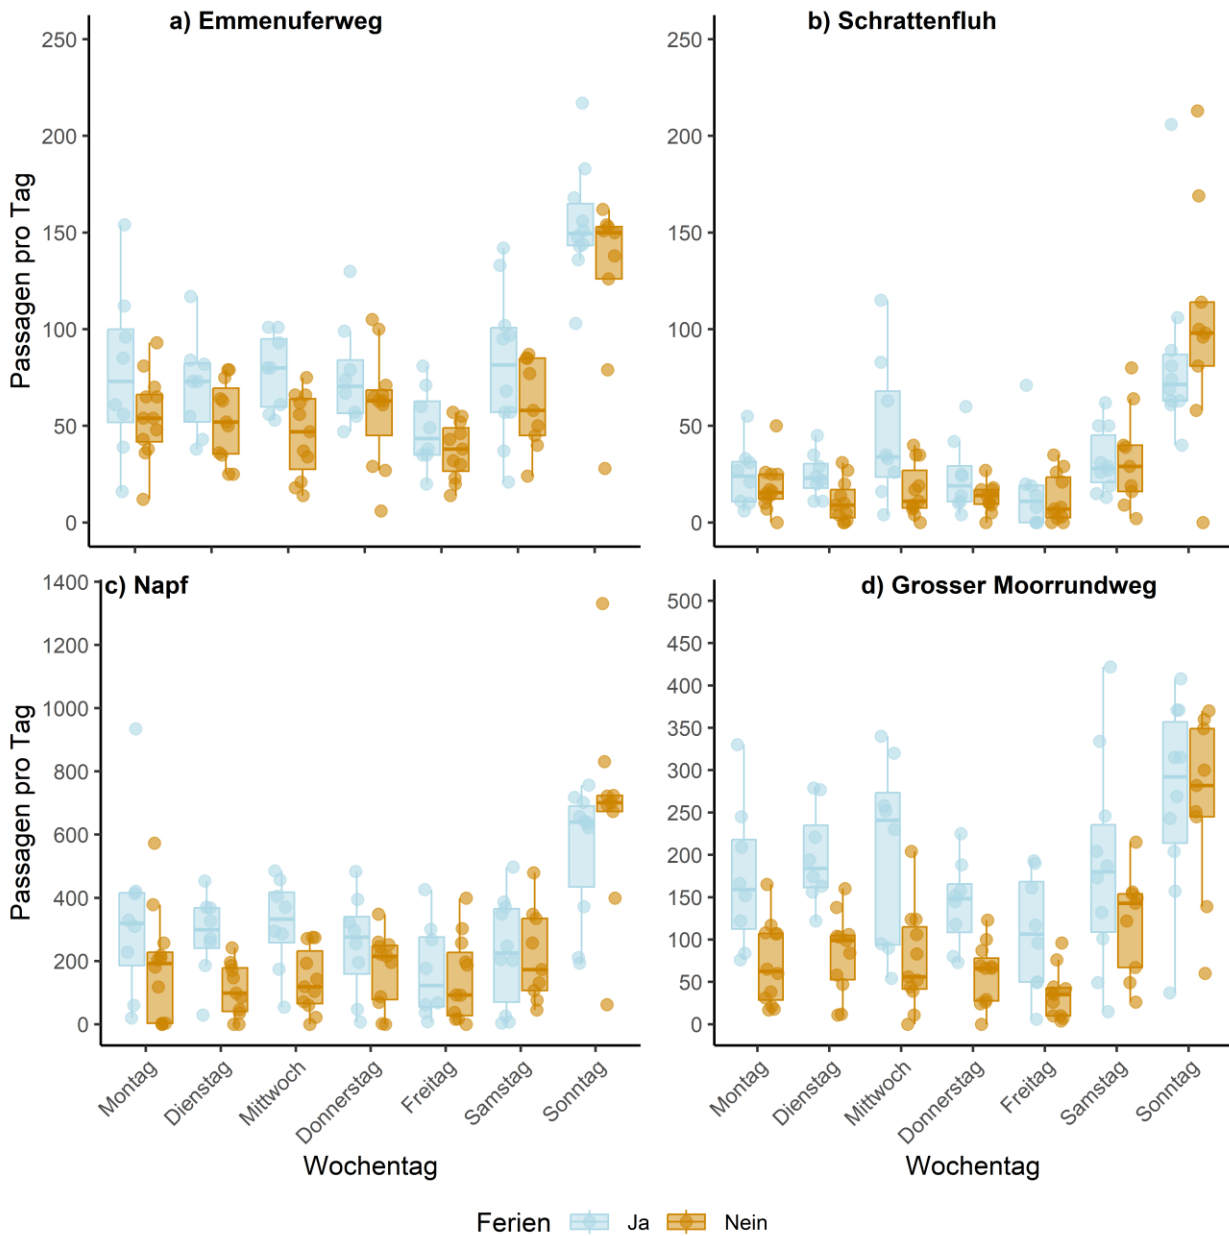 a) Emmenuferweg
b) Schrattenfluh
Passagen pro Tag
250
200
150
100
50
0
250
200
150
100
50
0
c) Napf
d) Grosser Moorrundweg
Passagen pro Tag
1400
1200
1000
800
600
400
200
0
500
450
400
350
300
250
200
150
100
50
0
Montag
Dienstag
Mittwoch
Donnerstag
Freitag
Samstag
Sonntag
Montag
Dienstag
Mittwoch
Donnerstag
Freitag
Samstag
Sonntag
Wochentag
Wochentag
Ferien Ja Nein